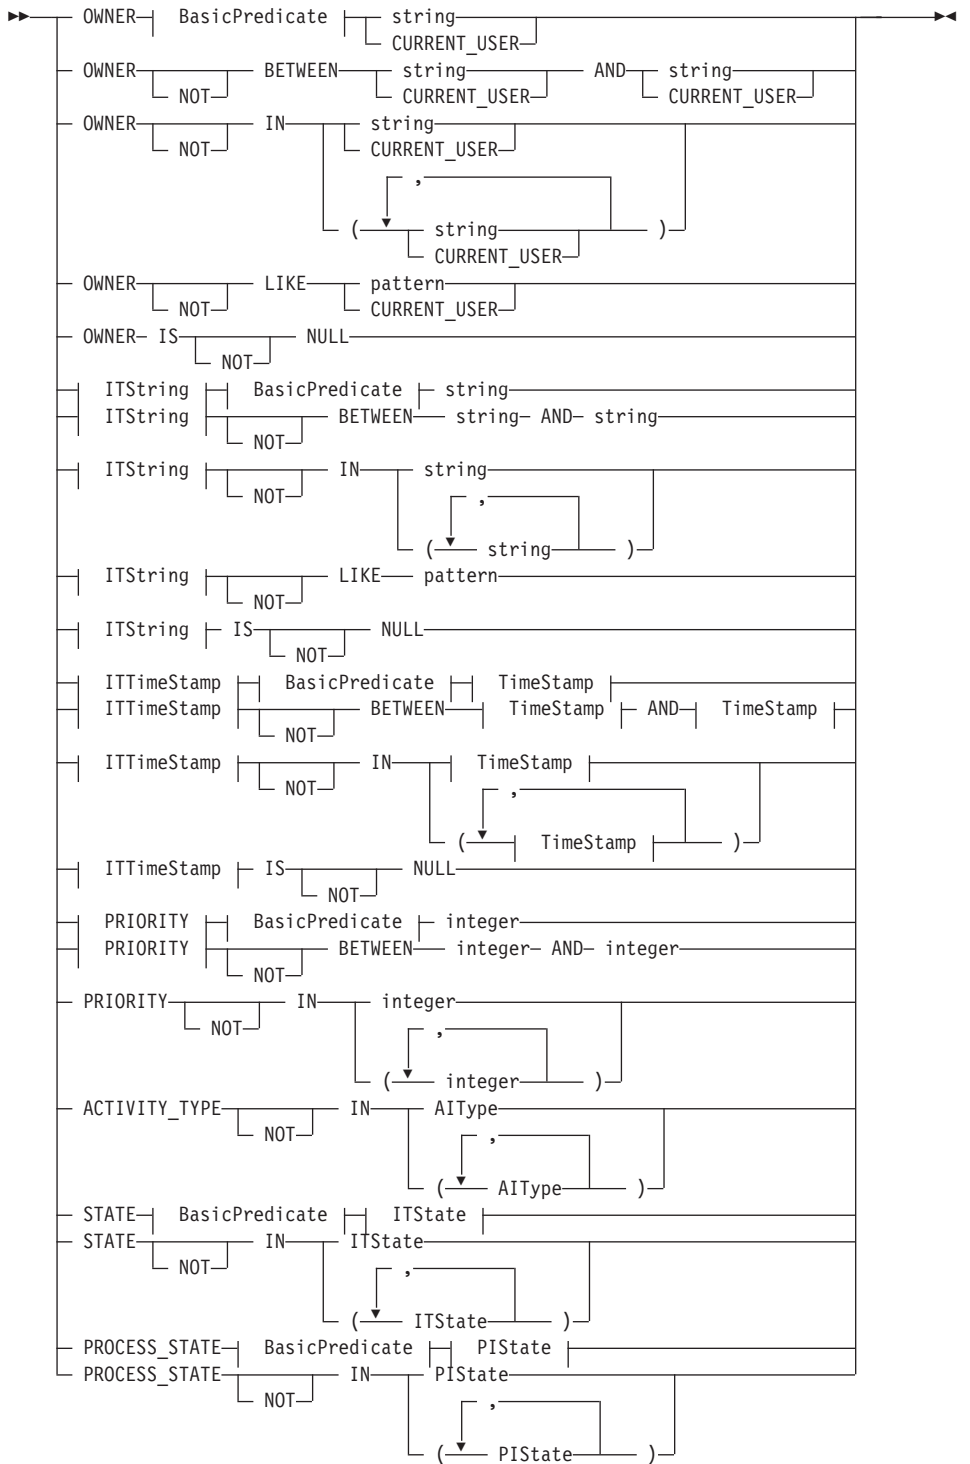 OWNER BasicPredicate string
CURRENT_USER
OWNER BETWEEN string AND string
NOT CURRENT_USER CURRENT_USER
OWNER IN string
NOT CURRENT_USER
,
( string )
CURRENT_USER
OWNER LIKE pattern
NOT CURRENT_USER
OWNER IS NULL
NOT
ITString BasicPredicate string
ITString BETWEEN string AND string
NOT
ITString IN string
NOT ,
( string )
ITString LIKE pattern
NOT
ITString IS NULL
NOT
ITTimeStamp BasicPredicate TimeStamp
ITTimeStamp BETWEEN TimeStamp AND TimeStamp
NOT
ITTimeStamp IN TimeStamp
NOT ,
( TimeStamp )
ITTimeStamp IS NULL
NOT
PRIORITY BasicPredicate integer
PRIORITY BETWEEN integer AND integer
NOT
PRIORITY IN integer
NOT ,
( integer )
ACTIVITY_TYPE IN AIType
NOT ,
( AIType )
STATE BasicPredicate ITState
STATE IN ITState
NOT ,
( ITState )
PROCESS_STATE BasicPredicate PIState
PROCESS_STATE IN PIState
NOT ,
( PIState )